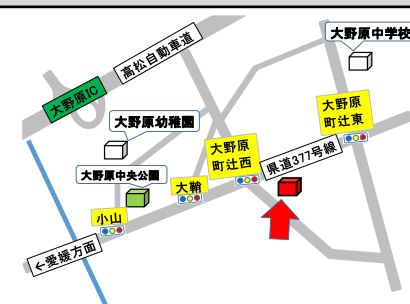 大野原中学校
高松自動車道
大野原IC
大野原
町辻東
大野原幼稚園
大野原
町辻西
県道377号線
大野原中央公園
大鞘
小山
←愛媛方面